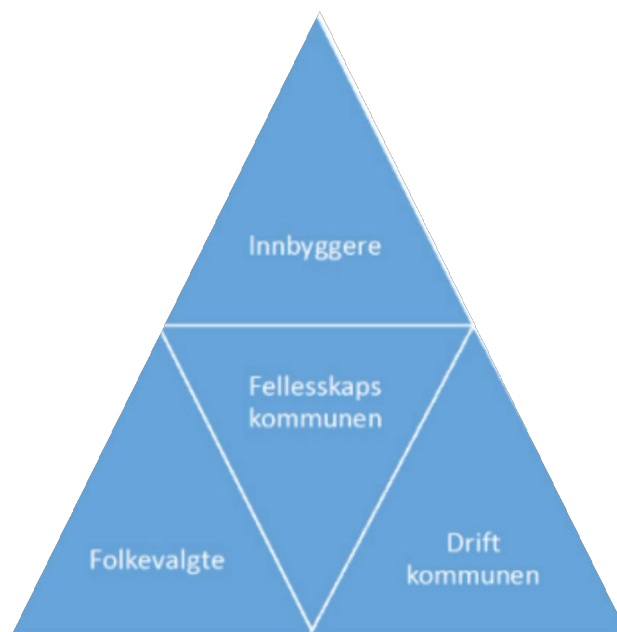 Innbyggere
Fellesskaps
kommunen
Folkevalgte
Drift
kommunen